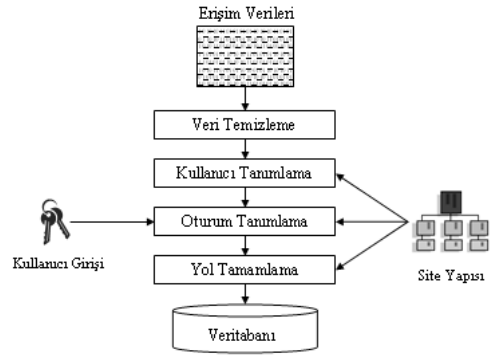 Erişim Verileri
Veri Temizleme
Kullanıcı Tanımlama
Oturum Tanımlama
Kullanıcı Girişi
Yol Tamamlama
Site Yapısı
Veritabanı